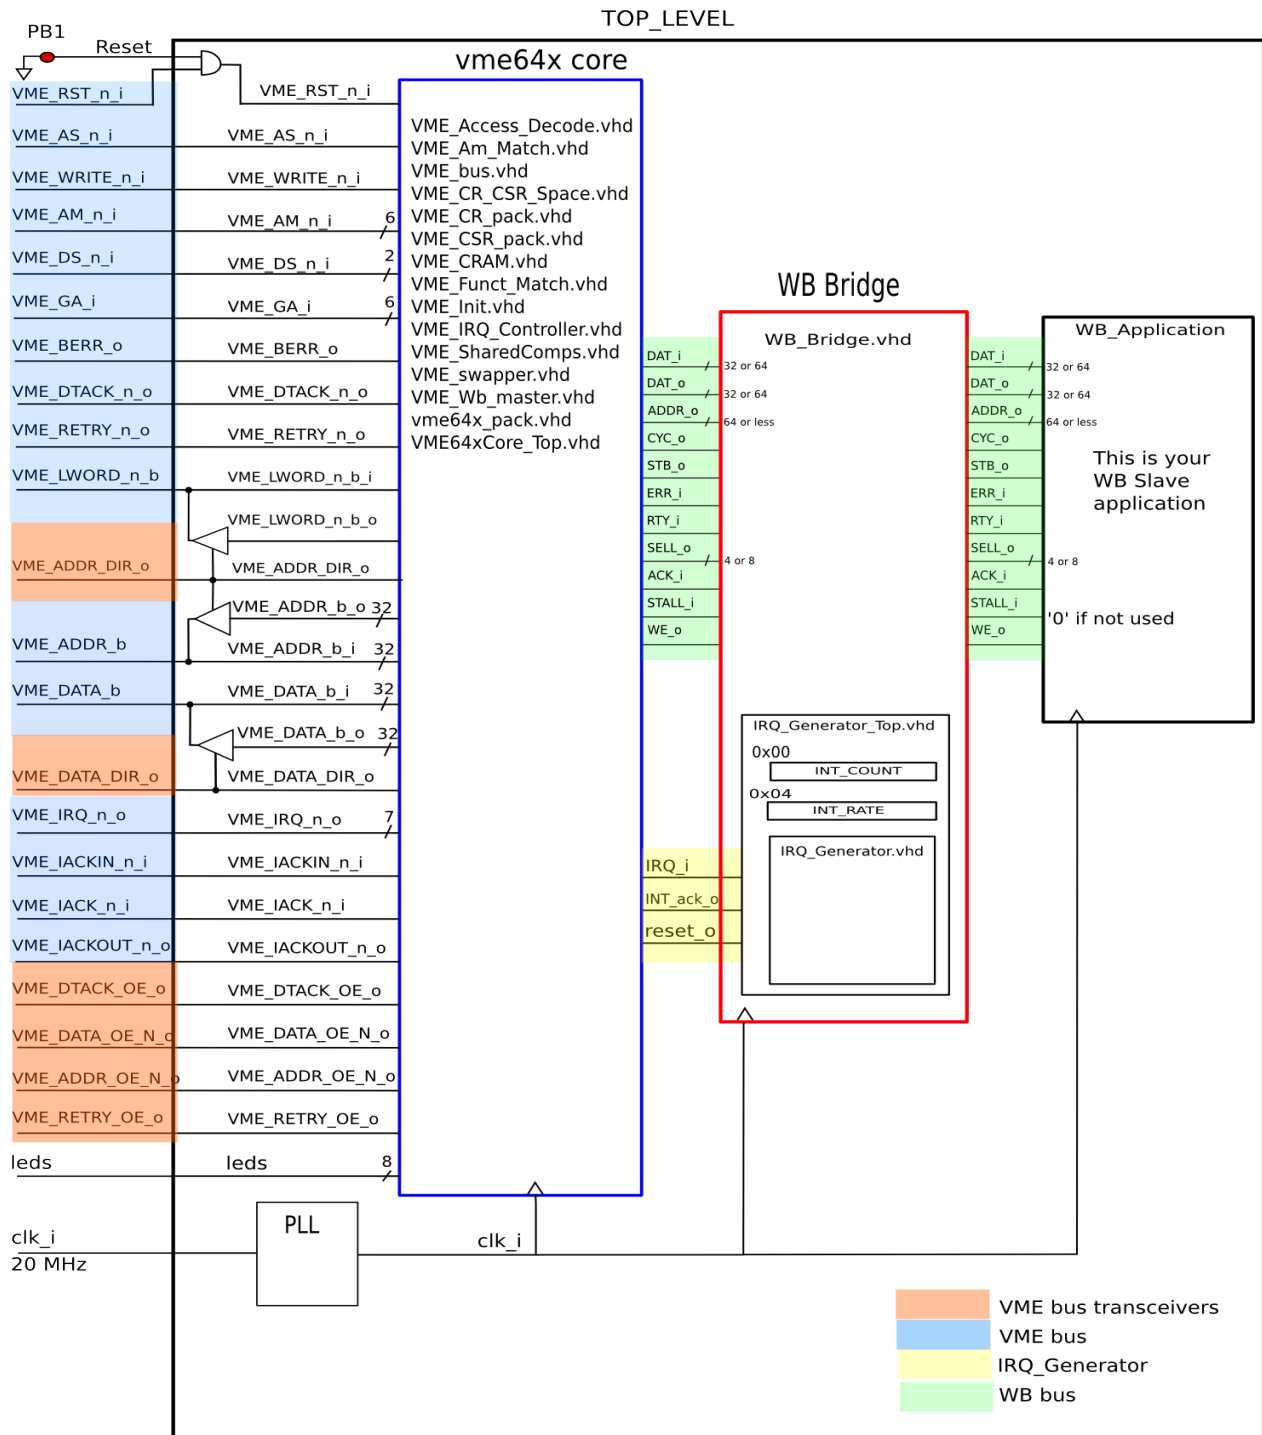 TOP_LEVEL
PB1
Reset
vme64x core
VME_RST_n_i
VME_AS_n_i
VME_WRITE_n_i
VME_AM_n_i
VME_DS_n_i
VME_GA_i
VME_BERR_o
VME_DTACK_n_o
VME_RETRY_n_o
VME_LWORD_n_b
VME_ADDR_DIR_o
VME_ADDR_b
VME_DATA_b
VME_DATA_DIR_o
VME_IRQ_n_o
VME_IACKIN_n_i
VME_IACK_n_i
VME_IACKOUT_n_o
VME_DTACK_OE_o
VME_DATA_OE_N_o
VME_ADDR_OE_N_o
VME_RETRY_OE_o
leds
clk_i
20 MHz
VME_RST_n_i
VME_AS_n_i
VME_WRITE_n_i
VME_AM_n_i 6
VME_DS_n_i 2
VME_GA_i 6
VME_BERR_o
VME_DTACK_n_o
VME_RETRY_n_o
VME_LWORD_n_b_i
VME_LWORD_n_b_o
VME_ADDR_DIR_o
VME_ADDR_b_o 32
VME_ADDR_b_i 32
VME_DATA_b_i 32
VME_DATA_b_o 32
VME_DATA_DIR_o
VME_IRQ_n_o 7
VME_IACKIN_n_i
VME_IACK_n_i
VME_IACKOUT_n_o
VME_DTACK_OE_o
VME_DATA_OE_N_o
VME_ADDR_OE_N_o
VME_RETRY_OE_o
leds 8
PLL
clk_i
VME_Access_Decode.vhd
VME_Am_Match.vhd
VME_bus.vhd
VME_CR_CSR_Space.vhd
VME_CR_pack.vhd
VME_CSR_pack.vhd
VME_CRAM.vhd
VME_Funct_Match.vhd
VME_Init.vhd
VME_IRQ_Controller.vhd
VME_SharedComps.vhd
VME_swapper.vhd
VME_Wb_master.vhd
vme64x_pack.vhd
VME64xCore_Top.vhd
DAT_i
DAT_o
ADDR_o
CYC_o
STB_o
ERR_i
RTY_i
SELL_o
ACK_i
STALL_i
WE_o
IRQ_i
INT_ack_o
reset_o
WB Bridge
WB_Bridge.vhd
32 or 64
32 or 64
64 or less
4 or 8
IRQ_Generator_Top.vhd
0x00
INT_COUNT
0x04
INT_RATE
IRQ_Generator.vhd
DAT_i
DAT_o
ADDR_o
CYC_o
STB_o
ERR_i
RTY_i
SELL_o
ACK_i
STALL_i
WE_o
WB_Application
32 or 64
32 or 64
64 or less
This is your
WB Slave
application
4 or 8
'0' if not used
VME bus transceivers
VME bus
IRQ_Generator
WB bus